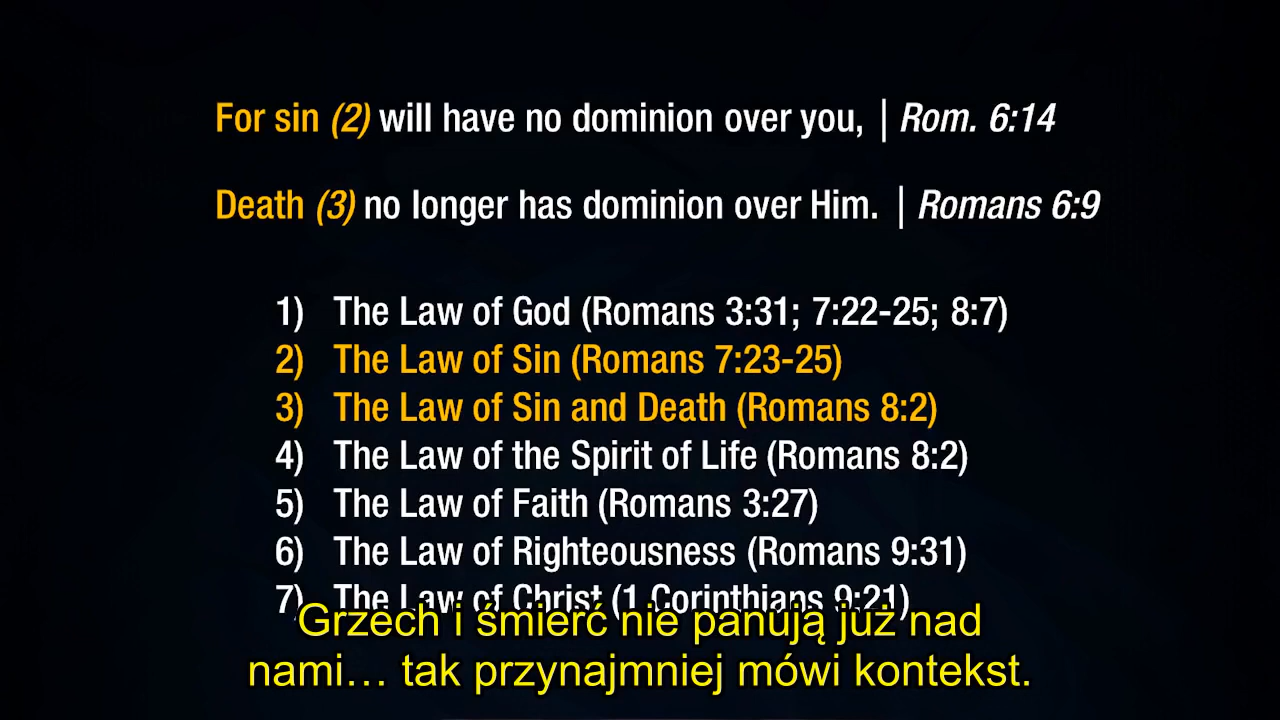 For sin (2) will have no dominion over you, | Rom. 6:14
Death (3) no longer has dominion over Him. | Romans 6:9
1) The Law of God (Romans 3:31; 7:22-25; 8:7)
2) The Law of Sin (Romans 7:23-25)
3) The Law of Sin and Death (Romans 8:2)
4) The Law of the Spirit of Life (Romans 8:2)
5) The Law of Faith (Romans 3:27)
6) The Law of Righteousness (Romans 9:31)
7) The Law of Christ (1 Corinthians 9:21)
Grzech i śmierć nie panują już nad
nami… tak przynajmniej mówi kontekst.